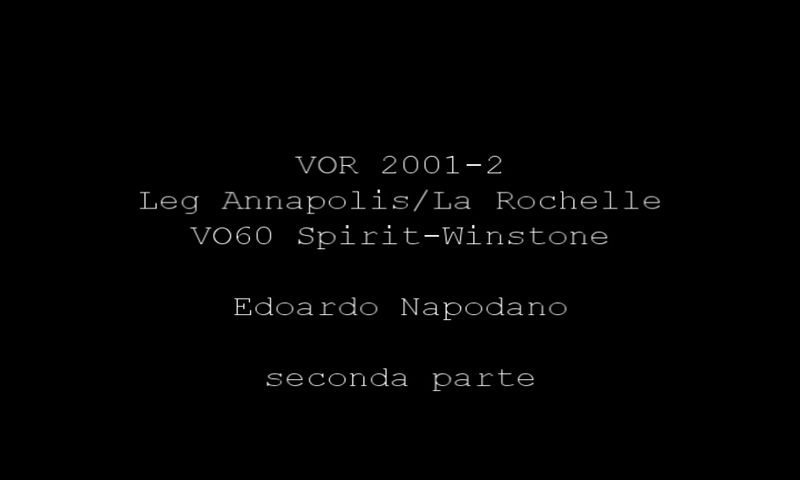 VOR 2001-2
Leg Annapolis/La Rochelle
VO60 Spirit-Winstone
Edoardo Napodano
seconda parte